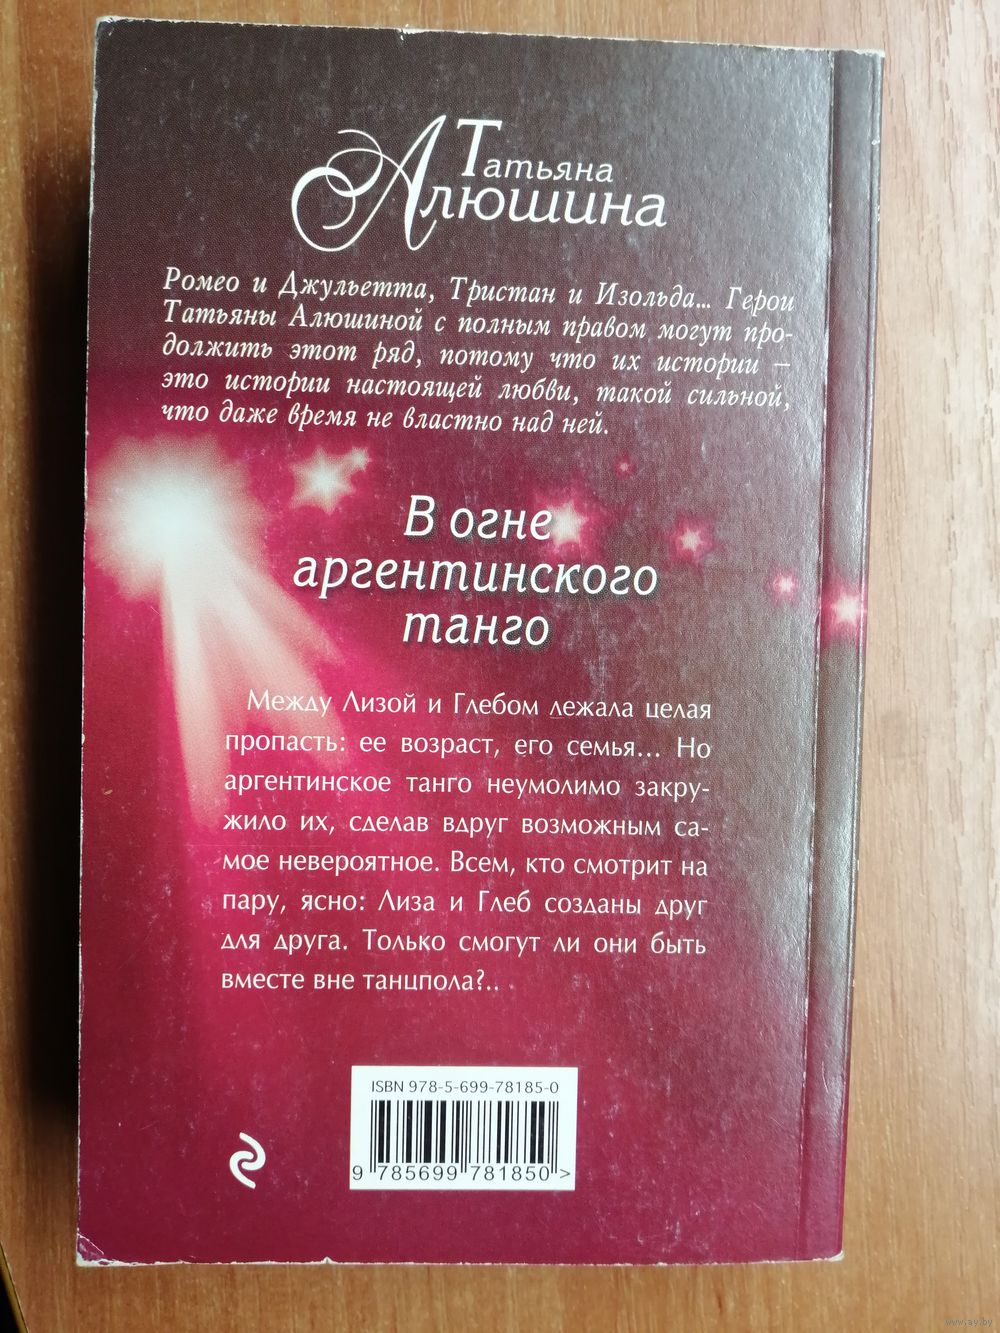 Татьяна
Алюшина
Ромео и Джульетта, Тристан и Изольда... Герои
Татьяны Алюшиной с полным правом могут про-
должить этот ряд, потому что их истории –
это истории настоящей любви, такой сильной,
что даже время не властно над ней.
В огне
аргентинского
танго
Между Лизой и Глебом лежала целая
пропасть: ее возраст, его семья... Но
аргентинское танго неумолимо закру-
жило их, сделав вдруг возможным са-
мое невероятное. Всем, кто смотрит на
пару, ясно: Лиза и Глеб созданы друг
для друга. Только смогут ли они быть
вместе вне танцпола?..
ISBN 978-5-699-78185-0
9 785699 781850 >
www.ay.by